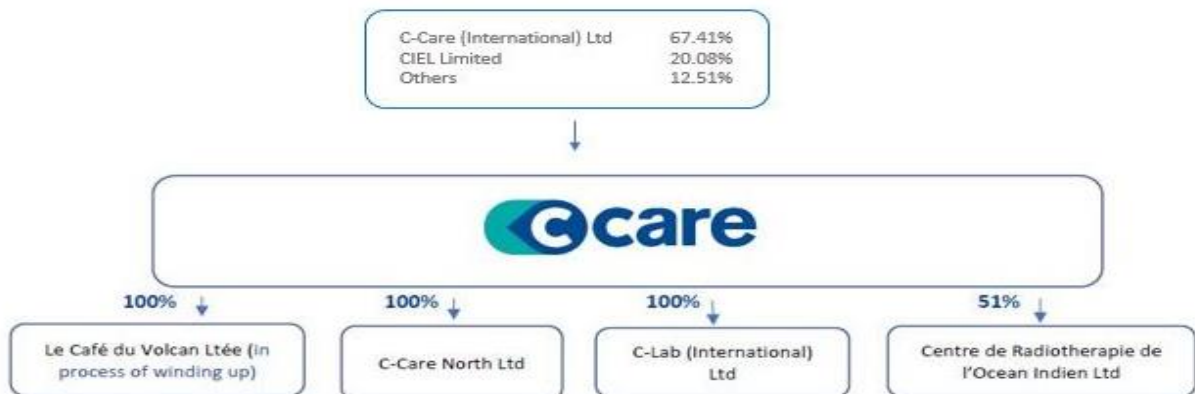 C-Care (International) Ltd 67.41%
CIEL Limited 20.08%
Others 12.51%
C care
100% 100% 100% 51%
Le Café du Volcan Ltée (in
process of winding up)
C-Care North Ltd
C-Lab (International)
Ltd
Centre de Radiotherapie de
l'Ocean Indien Ltd